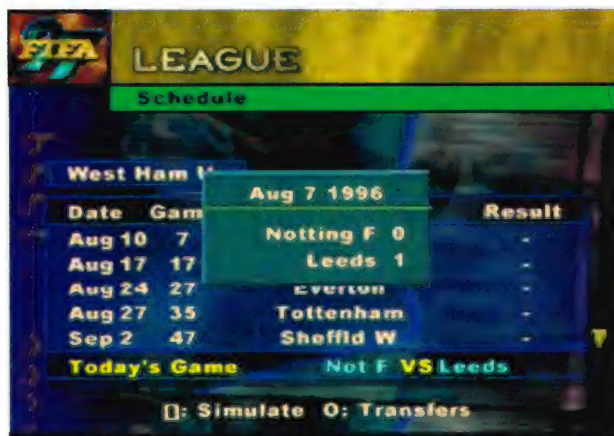 FIFA
LEAGUE
Schedule
West Ham U
Aug 7 1996
Notting F 0
Leeds 1
Date Gam Result
Aug 10 7 -
Aug 17 17 -
Aug 24 27 Everton -
Aug 27 35 Tottenham -
Sep 2 47 Sheffld W -
Today's Game Not F VS Leeds
[]: Simulate O: Transfers